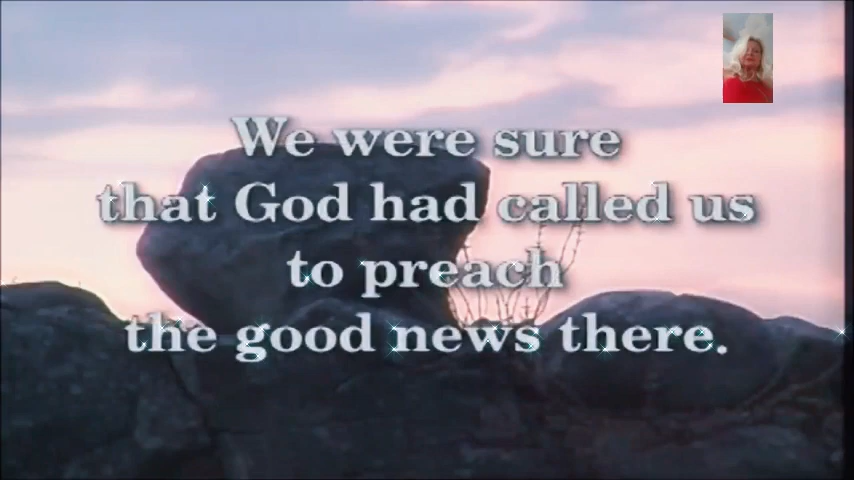 We were sure
that God had called us
to preach
the good news there.